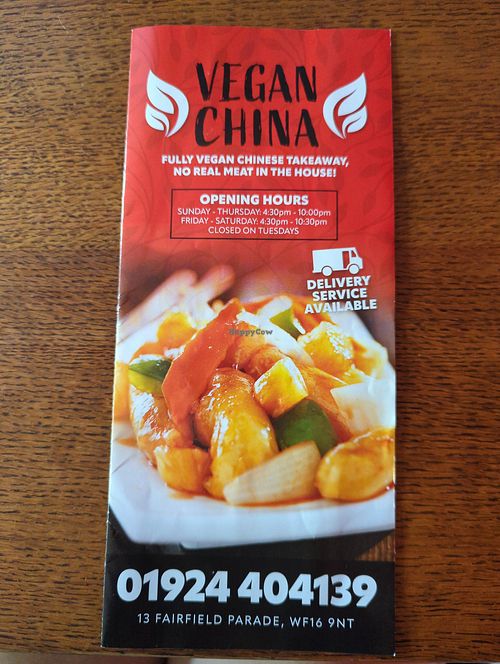 VEGAN
CHINA
FULLY VEGAN CHINESE TAKEAWAY,
NO REAL MEAT IN THE HOUSE!
OPENING HOURS
SUNDAY - THURSDAY: 4:30pm - 10:00pm
FRIDAY - SATURDAY: 4:30pm - 10:30pm
CLOSED ON TUESDAYS
DELIVERY
SERVICE
AVAILABLE
HappyCow
01924 404139
13 FAIRFIELD PARADE, WF16 9NT